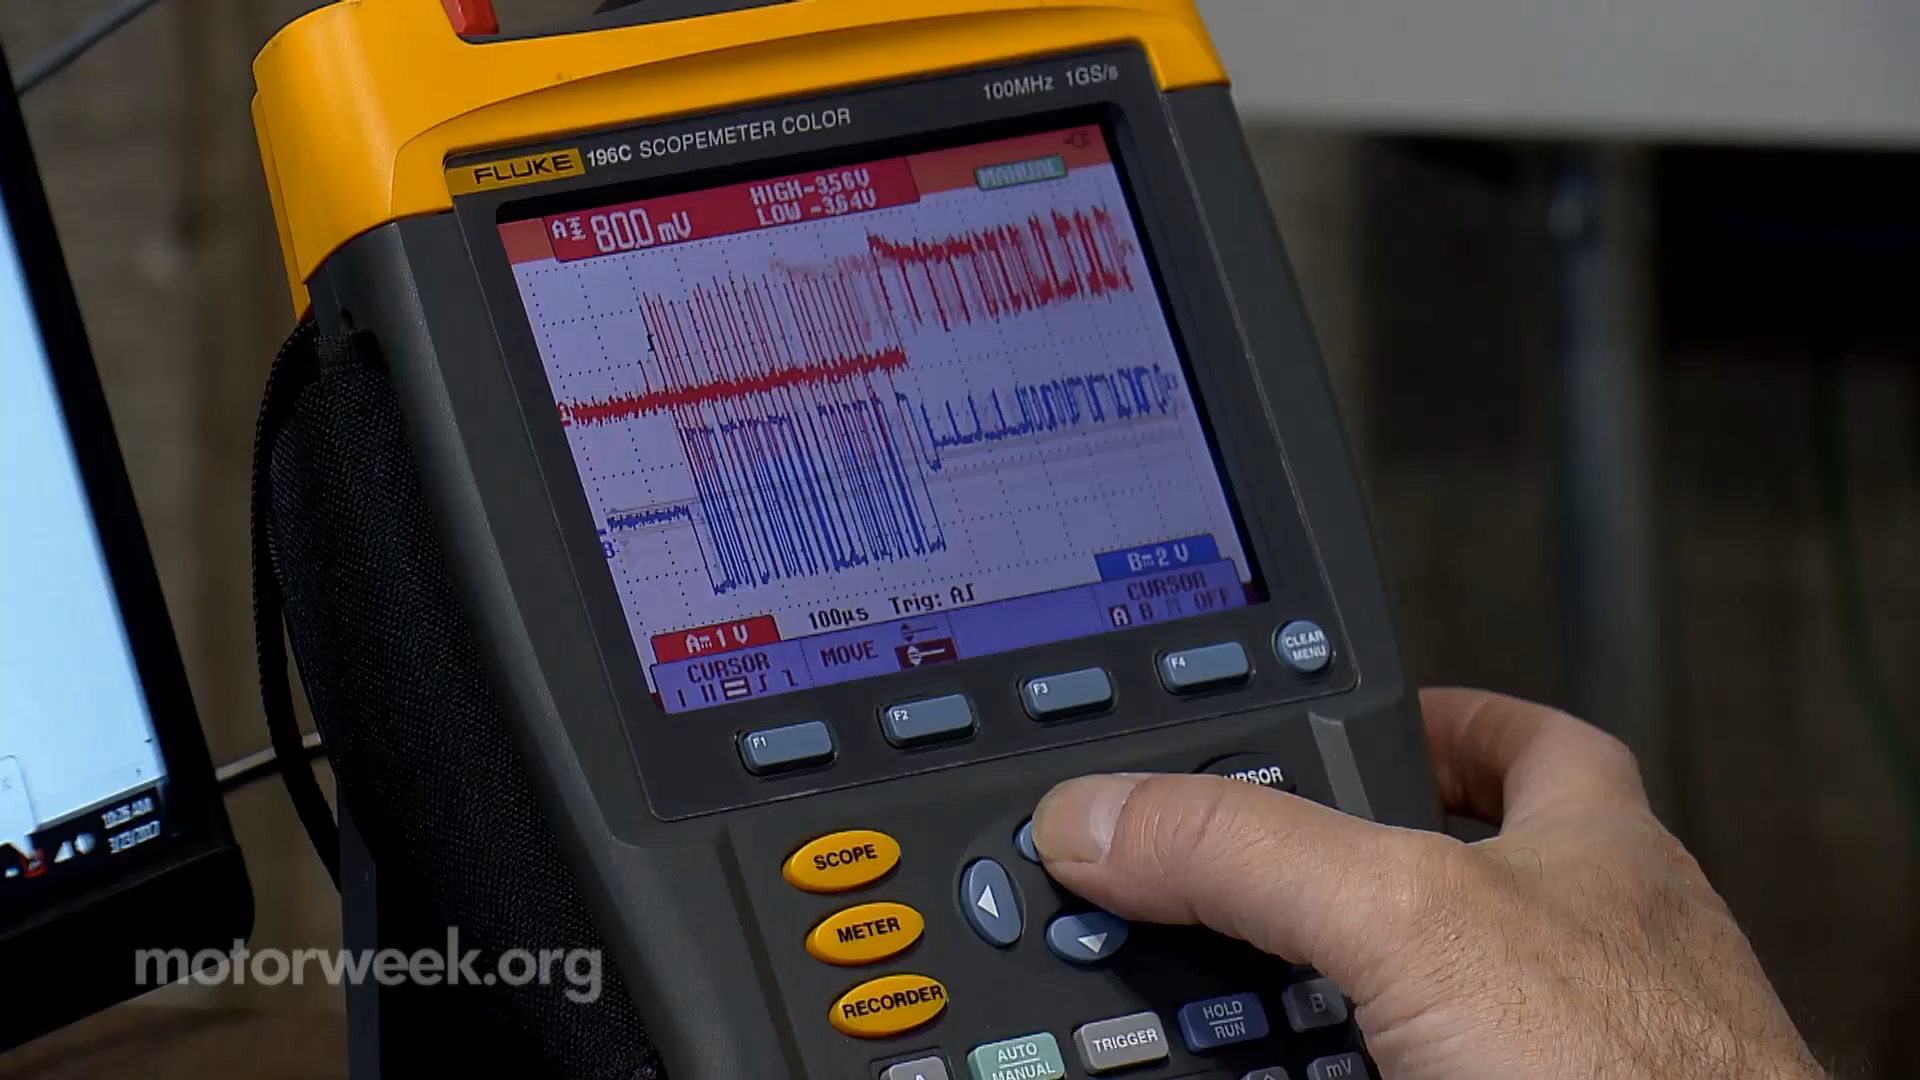 100MHz 1GS/s
FLUKE 196C SCOPEMETER COLOR
HIGH-3.56V
MANUAL
A 80.0 mV
LOW -3.64V
B 2 V
100µs Trig: A
A 1 V
CURSOR
A B M OFF
MOVE
CURSOR
CLEAR
MENU
F4
F3
F2
F1
SCOPE
METER
RECORDER
HOLD
RUN
B
TRIGGER
AUTO
MANUAL
mV
motorweek.org